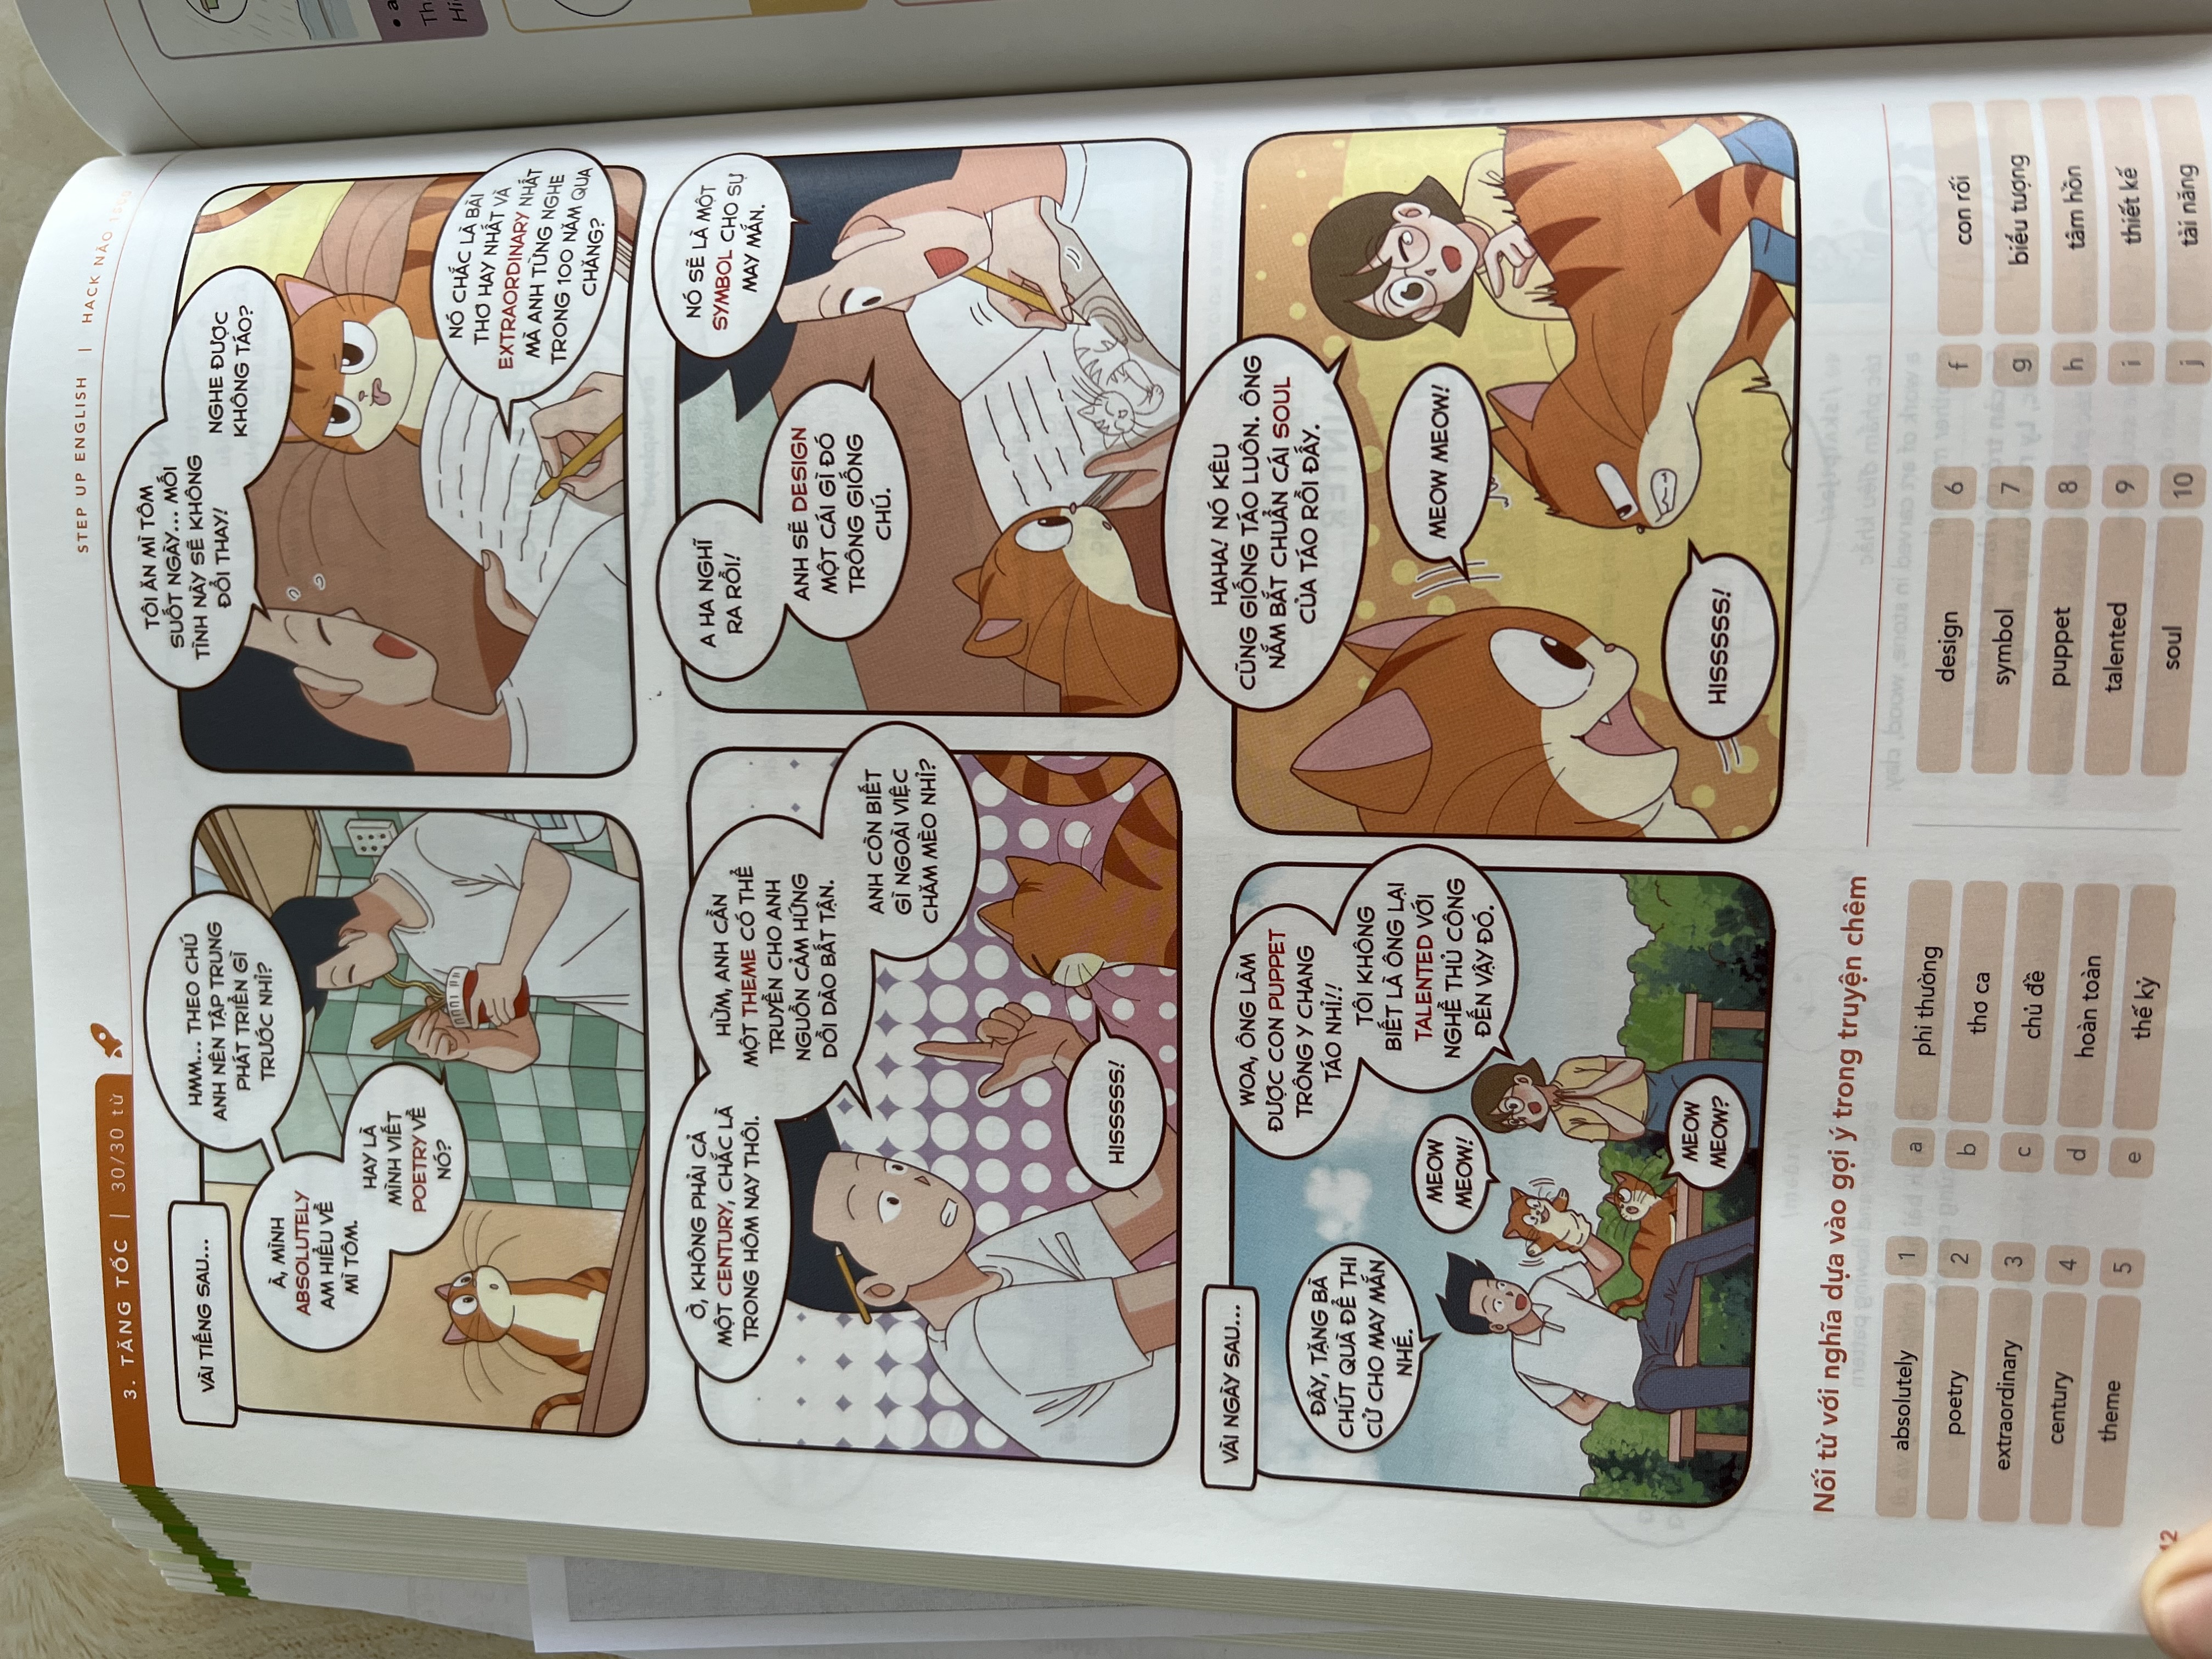 STEP UP ENGLISH | HACK NÃO
3. TĂNG TỐC | 30/30 từ
VÀI TIẾNG SAU...
HMM... THEO CHÚ
ANH NÊN TẬP TRUNG
PHÁT TRIỂN GÌ
TRƯỚC NHỈ?
À, MÌNH
ABSOLUTELY
AM HIỂU VỀ
MÌ TÔM.
HAY LÀ
MÌNH VIẾT
POETRY VỀ
NÓ?
TÔI ĂN MÌ TÔM
SUỐT NGÀY... MỐI
TÌNH NÀY SẼ KHÔNG
ĐỔI THAY!
NGHE ĐƯỢC
KHÔNG TÁO?
NÓ CHẮC LÀ BÀI
THƠ HAY NHẤT VÀ
EXTRAORDINARY NHẤT
MÀ ANH TỪNG NGHE
TRONG 100 NĂM QUA
CHĂNG?
Ờ, KHÔNG PHẢI CẢ
MỘT CENTURY, CHẮC LÀ
TRONG HÔM NAY THÔI.
HỪM, ANH CẦN
MỘT THEME CÓ THỂ
TRUYỀN CHO ANH
NGUỒN CẢM HỨNG
DỒI DÀO BẤT TẬN.
ANH CÒN BIẾT
GÌ NGOÀI VIỆC
CHĂM MÈO NHỈ?
HISSSSS!
A HA NGHĨ
RA RỒI!
ANH SẼ DESIGN
MỘT CÁI GÌ ĐÓ
TRÔNG GIỐNG
CHÚ.
NÓ SẼ LÀ MỘT
SYMBOL CHO SỰ
MAY MẮN.
VÀI NGÀY SAU...
ĐÂY, TẶNG BÀ
CHÚT QUÀ ĐỂ THI
CỬ CHO MAY MẮN
NHÉ.
WOA, ÔNG LÀM
ĐƯỢC CON PUPPET
TRÔNG Y CHANG
TÁO NHỈ!!
TÔI KHÔNG
BIẾT LÀ ÔNG LẠI
TALENTED VỚI
NGHỀ THỦ CÔNG
ĐẾN VẬY ĐÓ.
MEOW
MEOW!
MEOW
MEOW?
HAHA! NÓ KÊU
CŨNG GIỐNG TÁO LUÔN. ÔNG
NẮM BẮT CHUẨN CÁI SOUL
CỦA TÁO RỒI ĐẤY.
MEOW MEOW!
HISSSSS!
Nối từ với nghĩa dựa vào gợi ý trong truyện chêm
absolutely 1 a phi thường
poetry 2 b thơ ca
extraordinary 3 c chủ đề
century 4 d hoàn toàn
theme 5 e thế kỷ
design 6 f con rối
symbol 7 g biểu tượng
puppet 8 h tâm hồn
talented 9 i thiết kế
soul 10 j tài năng